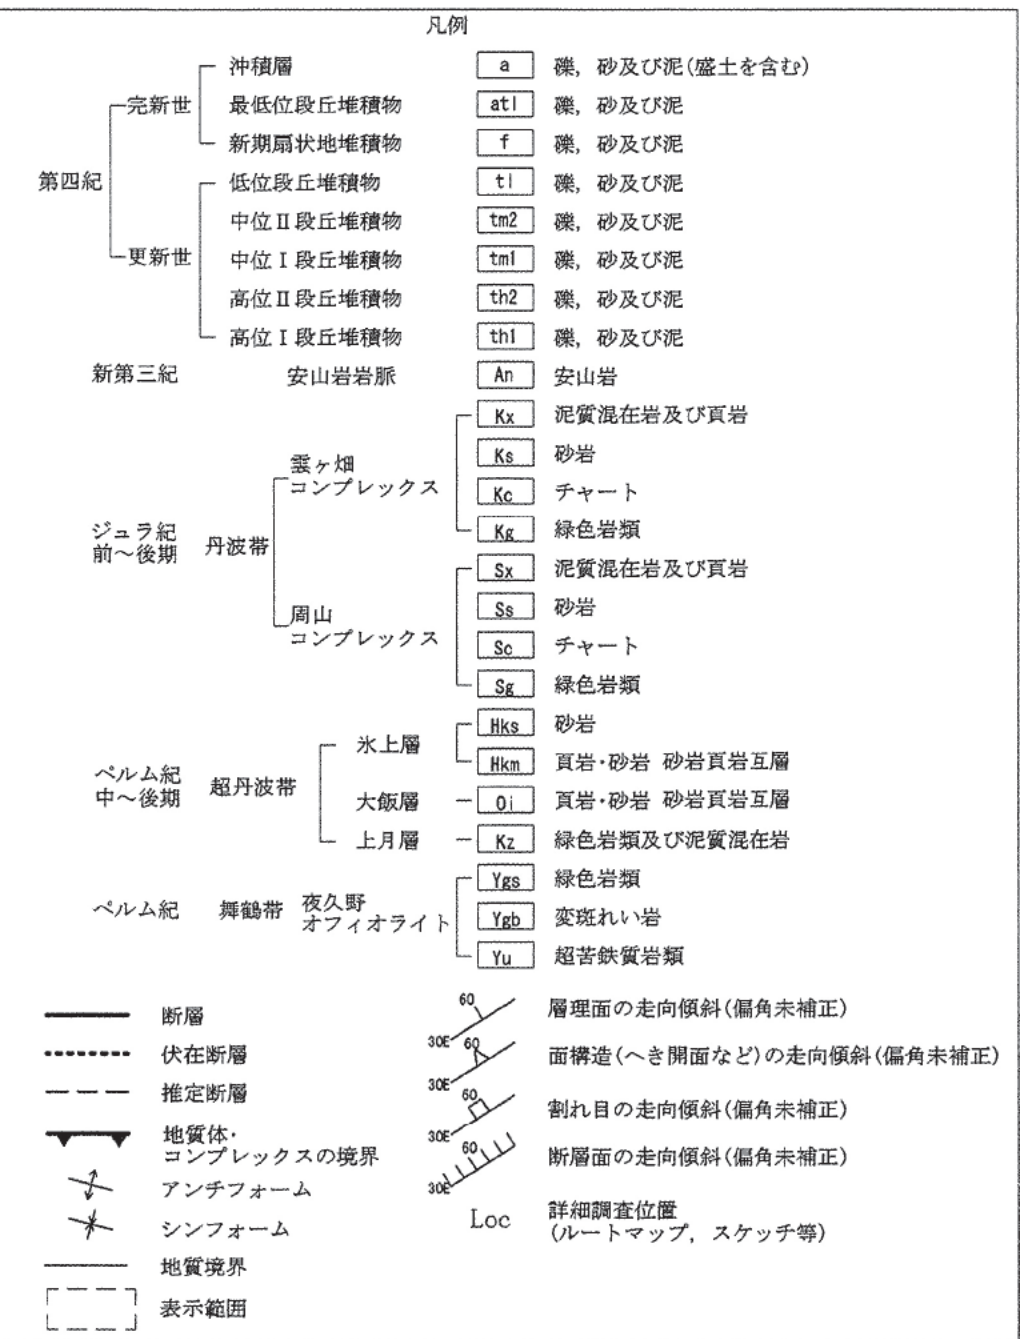 凡例
沖積層 a 礫, 砂及び泥(盛土を含む)
完新世 最低位段丘堆積物 atl 礫, 砂及び泥
新期扇状地堆積物 f 礫, 砂及び泥
第四紀 低位段丘堆積物 tl 礫, 砂及び泥
中位Ⅱ段丘堆積物 tm2 礫, 砂及び泥
更新世 中位Ⅰ段丘堆積物 tm1 礫, 砂及び泥
高位Ⅱ段丘堆積物 th2 礫, 砂及び泥
高位Ⅰ段丘堆積物 th1 礫, 砂及び泥
新第三紀 安山岩岩脈 An 安山岩
Kx 泥質混在岩及び頁岩
Ks 砂岩
雲ヶ畑
コンプレックス Kc チャート
Kg 緑色岩類
ジュラ紀
前～後期 丹波帯
Sx 泥質混在岩及び頁岩
Ss 砂岩
周山
コンプレックス Sc チャート
Sg 緑色岩類
Hks 砂岩
氷上層
Hkm 頁岩・砂岩 砂岩頁岩互層
ペルム紀
中～後期 超丹波帯
大飯層 Oi 頁岩・砂岩 砂岩頁岩互層
上月層 Kz 緑色岩類及び泥質混在岩
Ygs 緑色岩類
ペルム紀 舞鶴帯 夜久野
オフィオライト Ygb 変斑れい岩
Yu 超苦鉄質岩類
断層
伏在断層
推定断層
地質体・
コンプレックスの境界
アンチフォーム
シンフォーム
地質境界
表示範囲
60
30E
層理面の走向傾斜(偏角未補正)
60
30E
面構造(へき開面など)の走向傾斜(偏角未補正)
60
30E
割れ目の走向傾斜(偏角未補正)
60
30E
断層面の走向傾斜(偏角未補正)
Loc 詳細調査位置
(ルートマップ, スケッチ等)